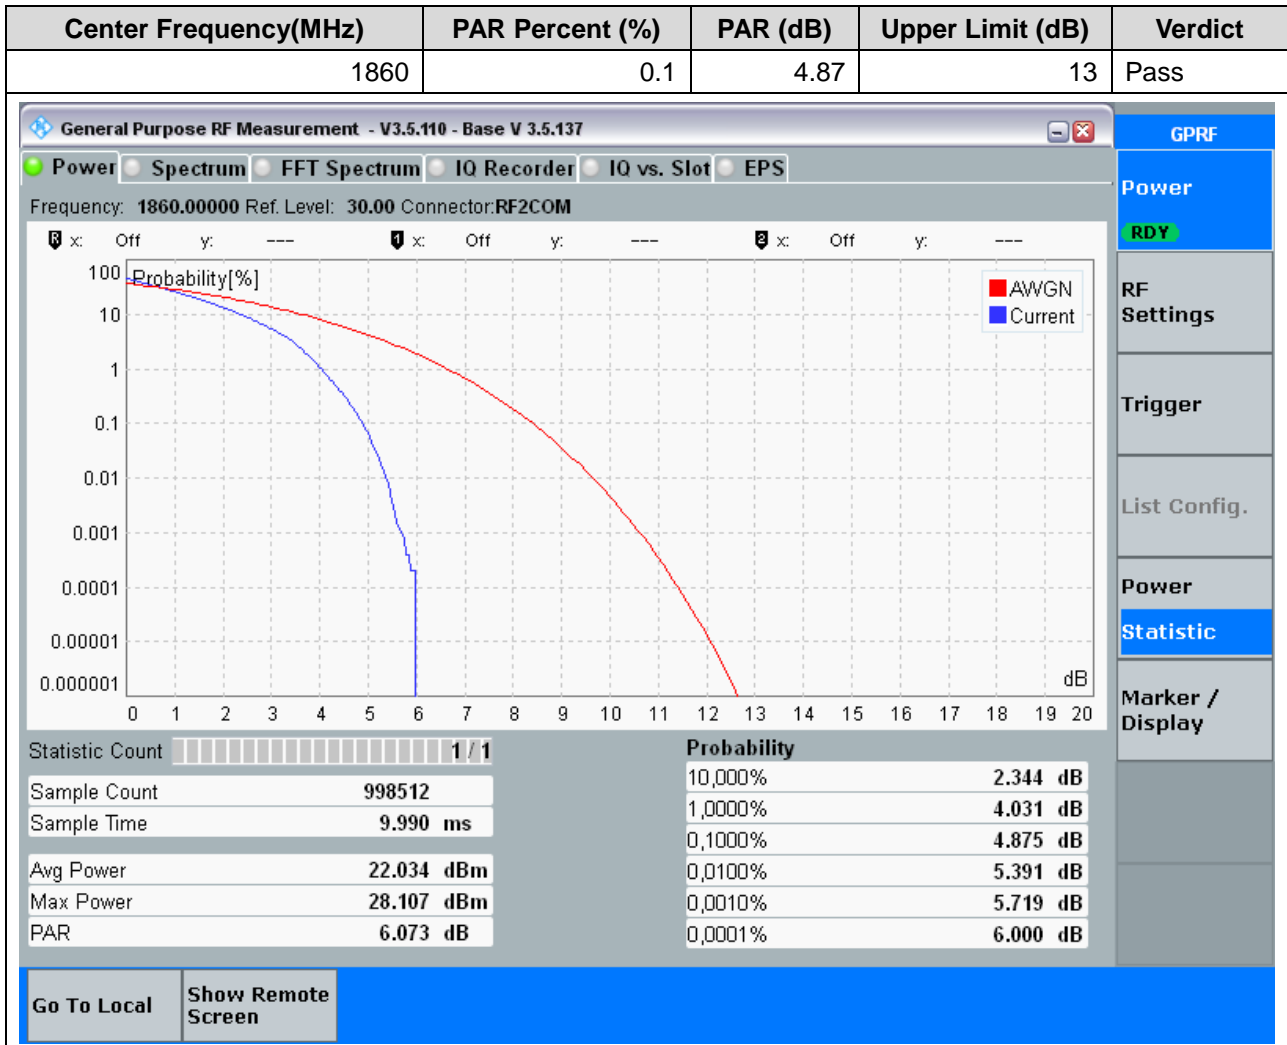 Center Frequency(MHz) PAR Percent (%) PAR (dB) Upper Limit (dB) Verdict
1860 0.1 4.87 13 Pass
General Purpose RF Measurement - V3.5.110 - Base V 3.5.137
GPRF
Power Spectrum FFT Spectrum IQ Recorder IQ vs. Slot EPS
Power
RDY
Frequency: 1860.00000 Ref. Level: 30.00 Connector:RF2COM
R x: Off y: --- 1 x: Off y: --- 2 x: Off y: ---
Probability[%]
AWGN
Current
100
10
1
0.1
0.01
0.001
0.0001
0.00001
0.000001
dB
0 1 2 3 4 5 6 7 8 9 10 11 12 13 14 15 16 17 18 19 20
RF
Settings
Trigger
List Config.
Power
Statistic
Marker /
Display
Statistic Count 1 / 1
Sample Count 998512
Sample Time 9.990 ms
Avg Power 22.034 dBm
Max Power 28.107 dBm
PAR 6.073 dB
Probability
10,000% 2.344 dB
1,0000% 4.031 dB
0,1000% 4.875 dB
0,0100% 5.391 dB
0,0010% 5.719 dB
0,0001% 6.000 dB
Go To Local
Show Remote
Screen